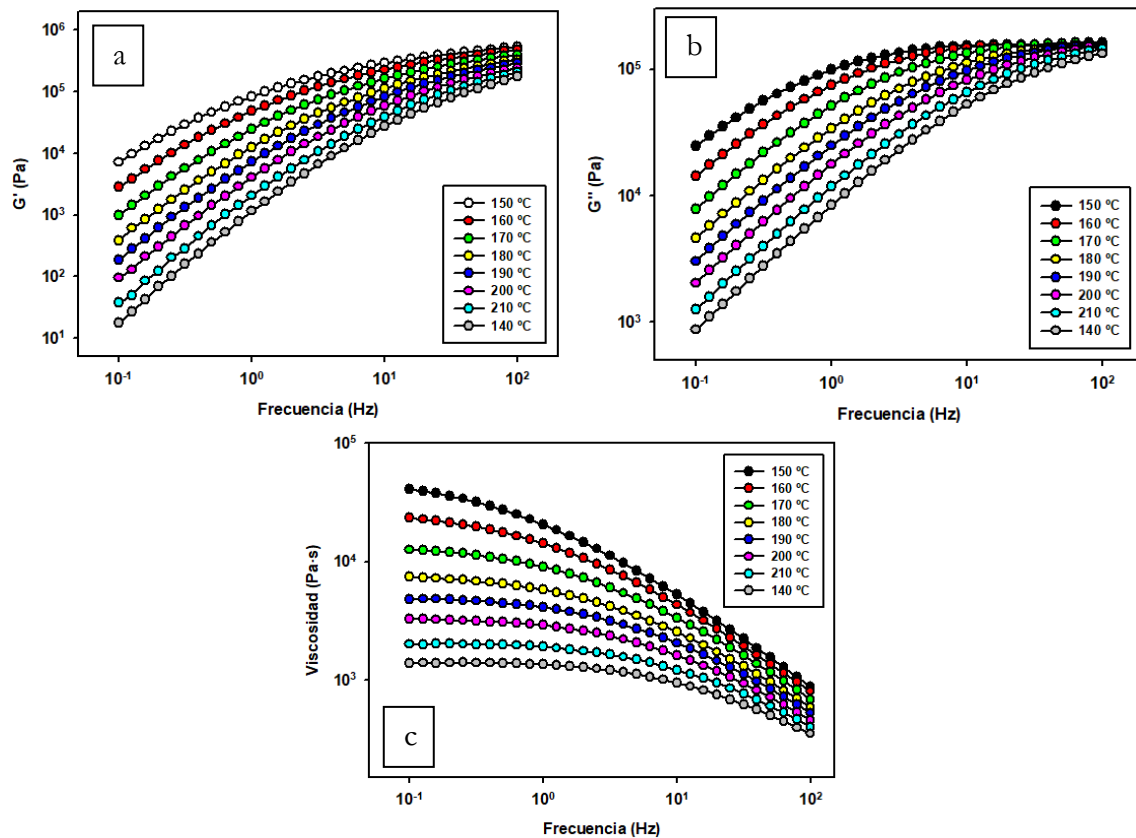 a
10⁶
10⁵
10⁴
10³
10²
10¹
G' (Pa)
150 ºC
160 ºC
170 ºC
180 ºC
190 ºC
200 ºC
210 ºC
140 ºC
10⁻¹
10⁰
10¹
10²
Frecuencia (Hz)
b
10⁵
10⁴
10³
G'' (Pa)
150 ºC
160 ºC
170 ºC
180 ºC
190 ºC
200 ºC
210 ºC
140 ºC
10⁻¹
10⁰
10¹
10²
Frecuencia (Hz)
10⁵
10⁴
10³
Viscosidad (Pa·s)
150 ºC
160 ºC
170 ºC
180 ºC
190 ºC
200 ºC
210 ºC
140 ºC
c
10⁻¹
10⁰
10¹
10²
Frecuencia (Hz)